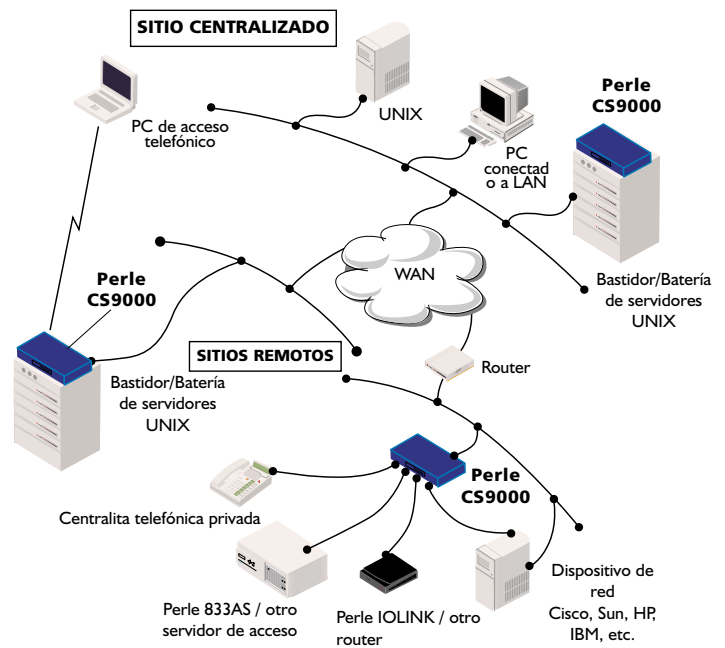 SITIO CENTRALIZADO
PC de acceso
telefónico
UNIX
PC
conectad
o a LAN
Perle
CS9000
Bastidor/Batería
de servidores
UNIX
WAN
Perle
CS9000
SITIOS REMOTOS
Bastidor/Batería
de servidores
UNIX
Router
Perle
CS9000
Centralita telefónica privada
Perle 833AS / otro
servidor de acceso
Perle IOLINK / otro
router
Dispositivo de
red
Cisco, Sun, HP,
IBM, etc.